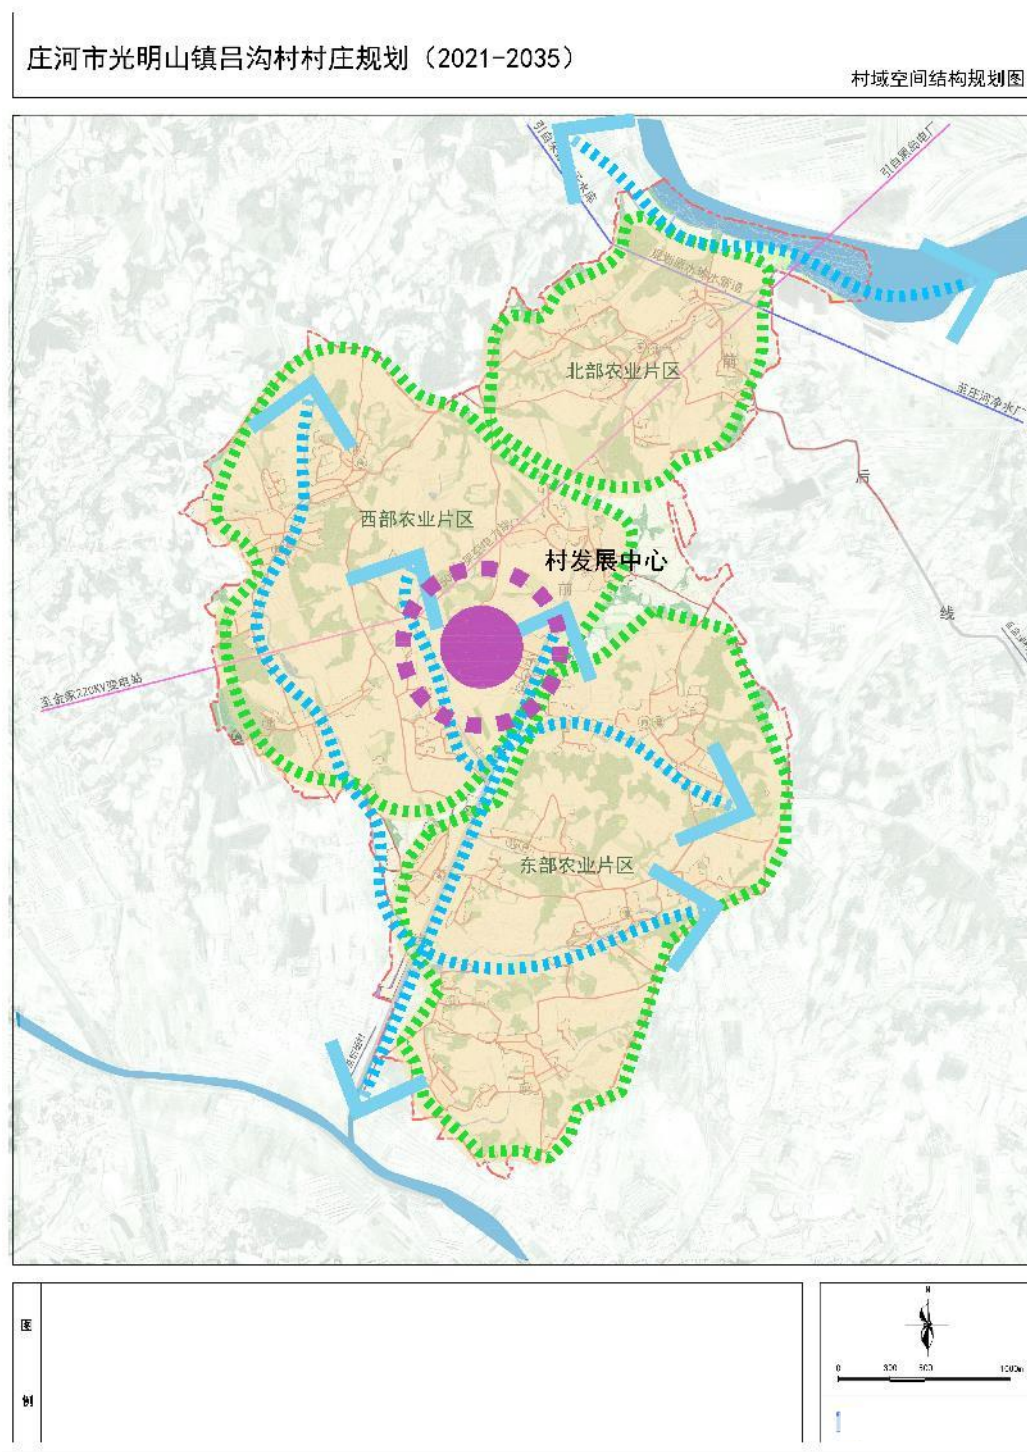 庄河市光明山镇吕沟村村庄规划（2021-2035）
村域空间结构规划图
引自黑岛电厂
北部农业片区
前
至庄河净水厂
后
西部农业片区
村发展中心
前
线
至金家220KV变电站
东部农业片区
图
例
N
0
300
1000m